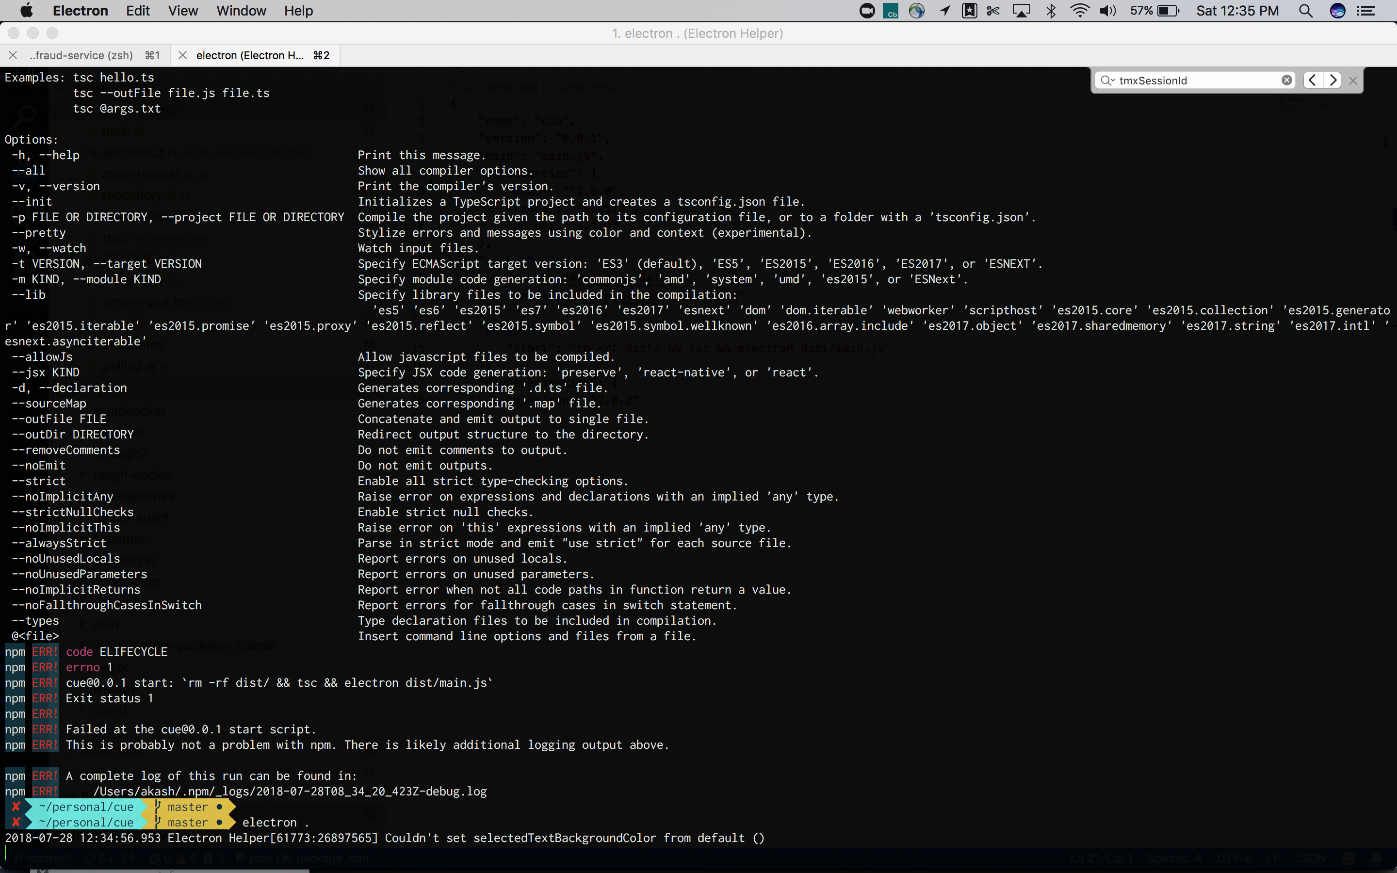 Electron Edit View Window Help 57% Sat 12:35 PM
1. electron . (Electron Helper)
..fraud-service (zsh) ⌘1 electron (Electron H... ⌘2
tmxSessionId
Examples: tsc hello.ts
tsc --outFile file.js file.ts
tsc @args.txt
Options:
-h, --help Print this message.
--all Show all compiler options.
-v, --version Print the compiler's version.
--init Initializes a TypeScript project and creates a tsconfig.json file.
-p FILE OR DIRECTORY, --project FILE OR DIRECTORY Compile the project given the path to its configuration file, or to a folder with a 'tsconfig.json'.
--pretty Stylize errors and messages using color and context (experimental).
-w, --watch Watch input files.
-t VERSION, --target VERSION Specify ECMAScript target version: 'ES3' (default), 'ES5', 'ES2015', 'ES2016', 'ES2017', or 'ESNEXT'.
-m KIND, --module KIND Specify module code generation: 'commonjs', 'amd', 'system', 'umd', 'es2015', or 'ESNext'.
--lib Specify library files to be included in the compilation:
'es5' 'es6' 'es2015' 'es7' 'es2016' 'es2017' 'esnext' 'dom' 'dom.iterable' 'webworker' 'scripthost' 'es2015.core' 'es2015.collection' 'es2015.generato
r' 'es2015.iterable' 'es2015.promise' 'es2015.proxy' 'es2015.reflect' 'es2015.symbol' 'es2015.symbol.wellknown' 'es2016.array.include' 'es2017.object' 'es2017.sharedmemory' 'es2017.string' 'es2017.intl' '
esnext.asynciterable'
--allowJs Allow javascript files to be compiled.
--jsx KIND Specify JSX code generation: 'preserve', 'react-native', or 'react'.
-d, --declaration Generates corresponding '.d.ts' file.
--sourceMap Generates corresponding '.map' file.
--outFile FILE Concatenate and emit output to single file.
--outDir DIRECTORY Redirect output structure to the directory.
--removeComments Do not emit comments to output.
--noEmit Do not emit outputs.
--strict Enable all strict type-checking options.
--noImplicitAny Raise error on expressions and declarations with an implied 'any' type.
--strictNullChecks Enable strict null checks.
--noImplicitThis Raise error on 'this' expressions with an implied 'any' type.
--alwaysStrict Parse in strict mode and emit "use strict" for each source file.
--noUnusedLocals Report errors on unused locals.
--noUnusedParameters Report errors on unused parameters.
--noImplicitReturns Report error when not all code paths in function return a value.
--noFallthroughCasesInSwitch Report errors for fallthrough cases in switch statement.
--types Type declaration files to be included in compilation.
@<file> Insert command line options and files from a file.
npm ERR! code ELIFECYCLE
npm ERR! errno 1
npm ERR! cue@0.0.1 start: `rm -rf dist/ && tsc && electron dist/main.js`
npm ERR! Exit status 1
npm ERR!
npm ERR! Failed at the cue@0.0.1 start script.
npm ERR! This is probably not a problem with npm. There is likely additional logging output above.
npm ERR! A complete log of this run can be found in:
npm ERR! /Users/akash/.npm/_logs/2018-07-28T08_34_20_423Z-debug.log
✘ ~/personal/cue master ●
✘ ~/personal/cue master ● electron .
2018-07-28 12:34:56.953 Electron Helper[61773:26897565] Couldn't set selectedTextBackgroundColor from default ()